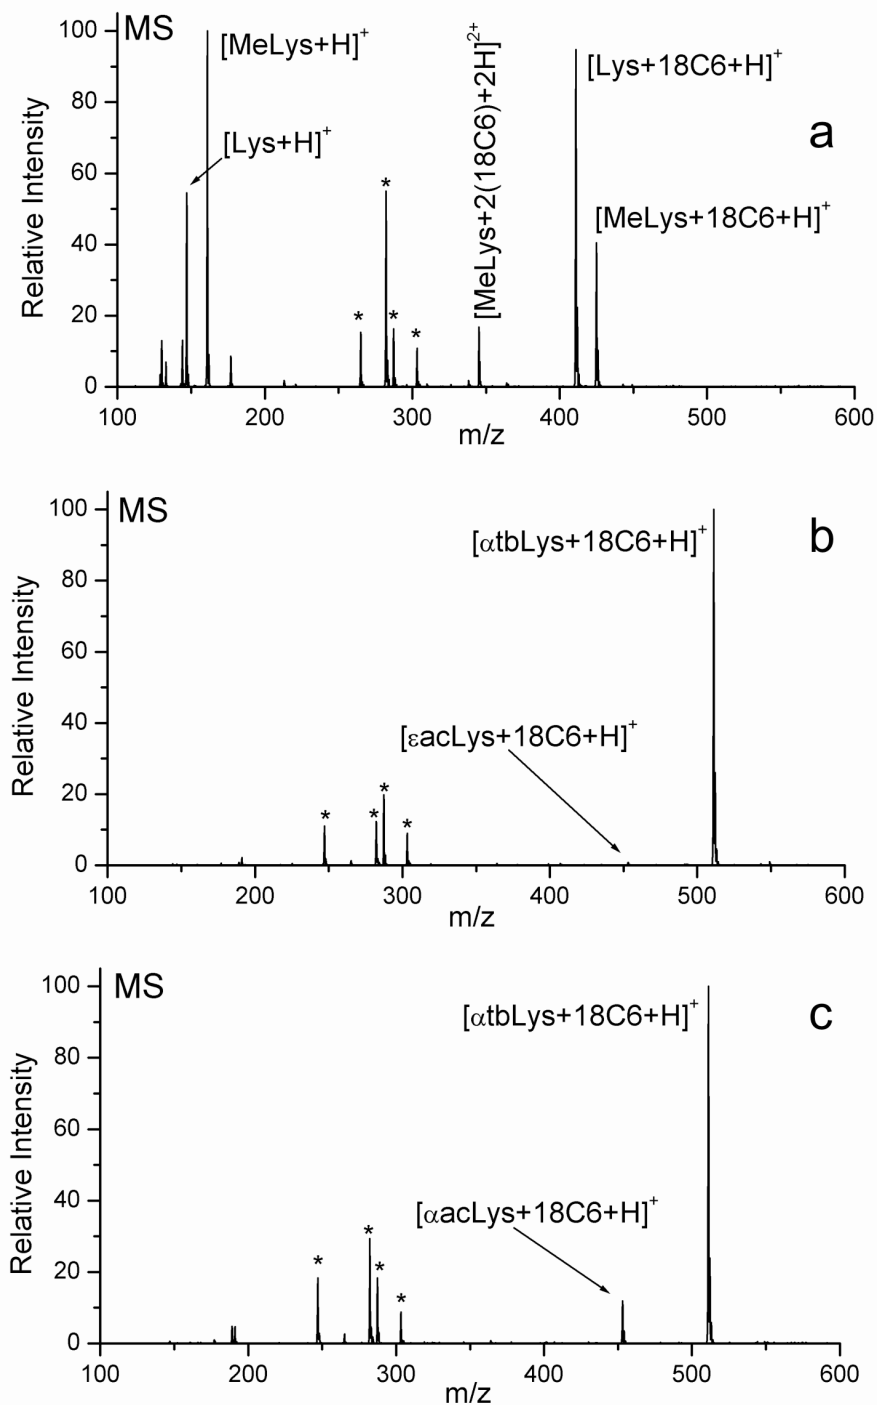 MS
[MeLys+H]+
[Lys+H]+
[MeLys+2(18C6)+2H]2+
[Lys+18C6+H]+
[MeLys+18C6+H]+
a
* * * *
Relative Intensity
100
80
60
40
20
0
100 200 300 400 500 600
m/z
MS
[αtbLys+18C6+H]+
b
[εacLys+18C6+H]+
* * * *
Relative Intensity
100
80
60
40
20
0
100 200 300 400 500 600
m/z
MS
[αtbLys+18C6+H]+
c
[αacLys+18C6+H]+
* * * *
Relative Intensity
100
80
60
40
20
0
100 200 300 400 500 600
m/z